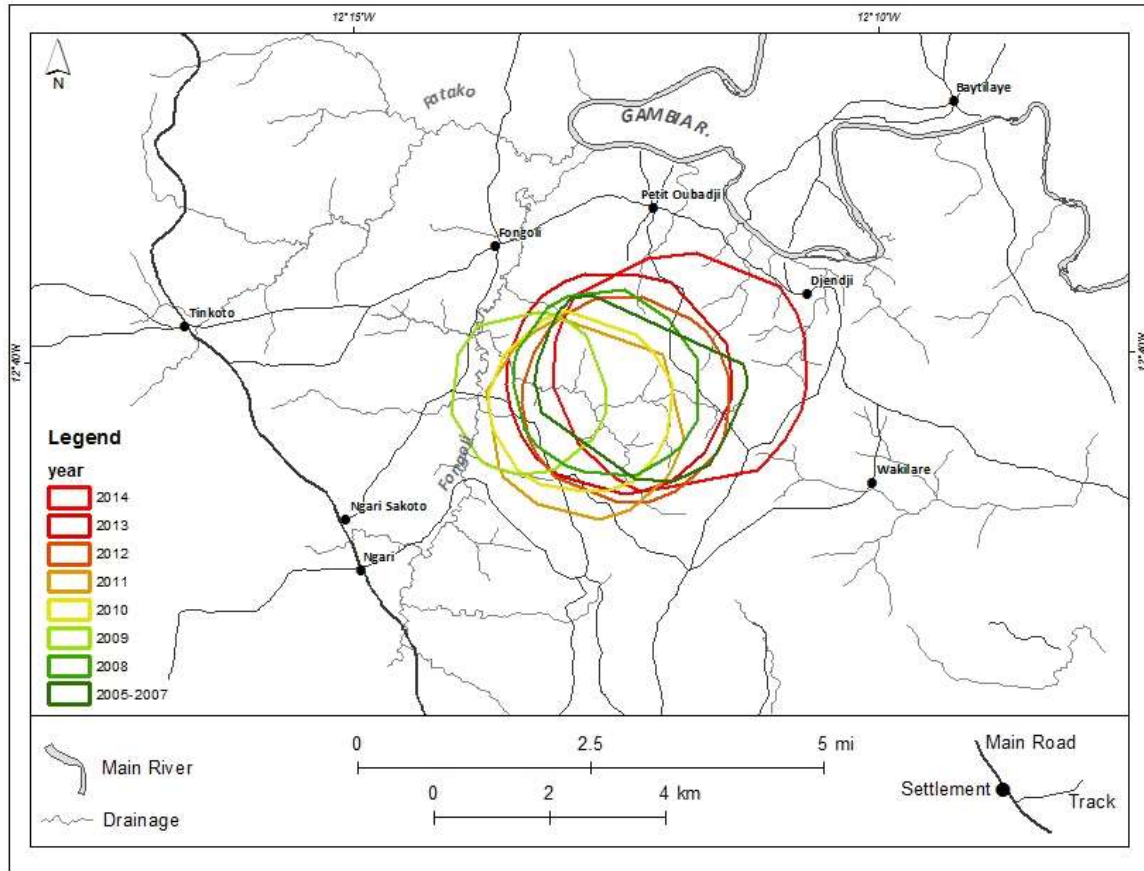 12°15'W
12°10'W
N
Patako
GAMBIA R.
Baytilaye
Petit Oubadji
Fongoli
Djendji
Tinkoto
12°40'W
12°40'W
Fongoli
Wakilare
Ngari Sakoto
Ngari
Legend
year
2014
2013
2012
2011
2010
2009
2008
2005-2007
Main River
Drainage
0 2.5 5 mi
0 2 4 km
Main Road
Settlement
Track